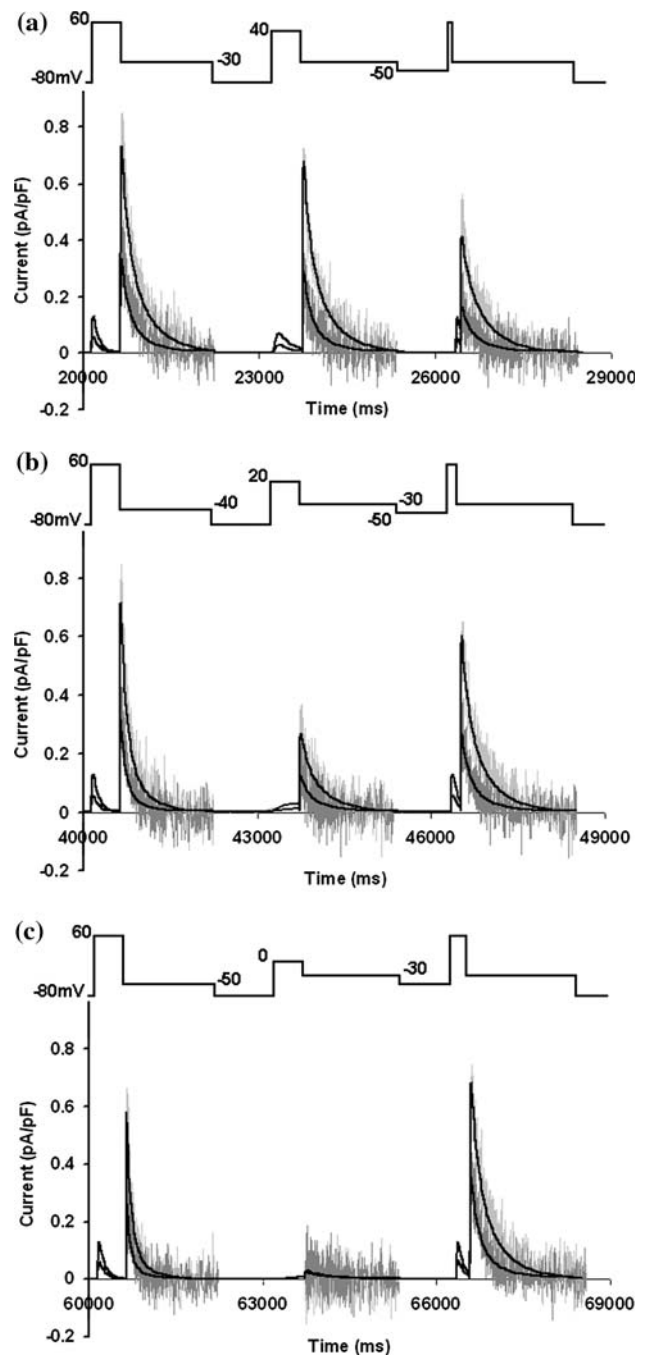 (a)
60
40
-30
-50
-80mV
0.8
0.6
0.4
0.2
0
-0.2
Current (pA/pF)
20000 23000 26000 29000
Time (ms)
(b)
60
20
-40
-30
-80mV
-50
0.8
0.6
0.4
0.2
0
-0.2
Current (pA/pF)
40000 43000 46000 49000
Time (ms)
(c)
60
0
-50
-30
-80mV
0.8
0.6
0.4
0.2
0
-0.2
Current (pA/pF)
60000 63000 66000 69000
Time (ms)